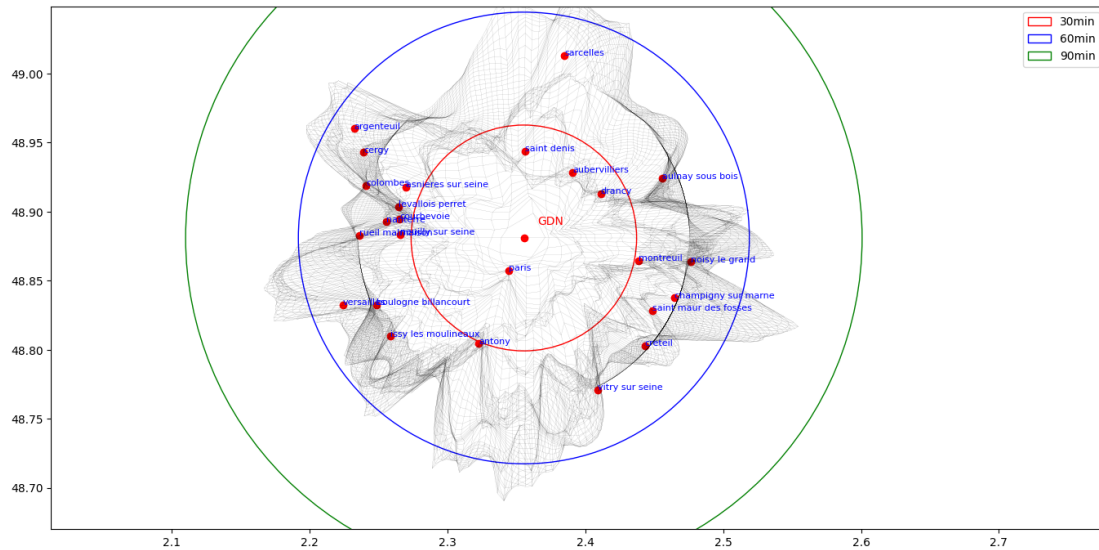 30min
60min
90min
49.00
48.95
48.90
48.85
48.80
48.75
48.70
sarcelles
argenteuil
saint denis
cergy
aubervilliers
aulnay sous bois
colombes
asnières sur seine
drancy
levallois perret
courbevoie
nanterre
GDN
rueil malmaison
neuilly sur seine
montreuil
noisy le grand
paris
champigny sur marne
versailles
boulogne billancourt
saint maur des fosses
issy les moulineaux
antony
créteil
vitry sur seine
2.1
2.2
2.3
2.4
2.5
2.6
2.7